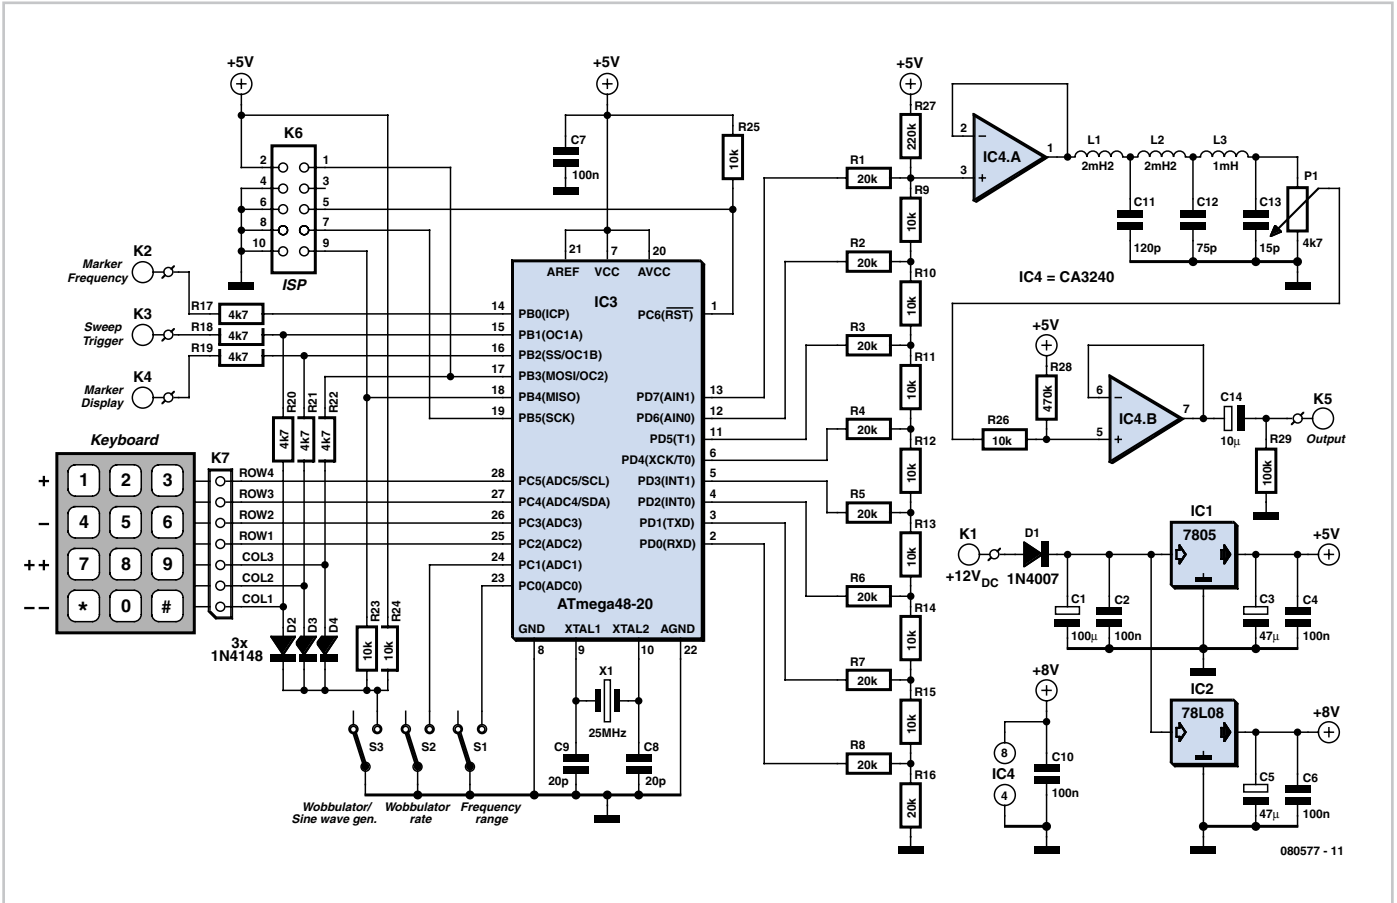 +5V
+5V
+5V
K6
2 1
4 3
6 5
8 7
10 9
ISP
C7
100n
R25
10k
R27
220k
R1
20k
R9
10k
R2
20k
R10
10k
R3
20k
R11
10k
R4
20k
R12
10k
R5
20k
R13
10k
R6
20k
R14
10k
R7
20k
R15
10k
R8
20k
R16
20k
2
3
1
–
+
IC4.A
L1
2mH2
L2
2mH2
L3
1mH
C11
120p
C12
75p
C13
15p
P1
4k7
IC4 = CA3240
K2
Marker
Frequency
K3
Sweep
Trigger
K4
Marker
Display
R17
4k7
R18
4k7
R19
4k7
R20
4k7
R21
4k7
R22
4k7
21 7 20
AREF VCC AVCC
IC3
14 PB0(ICP)
15 PB1(OC1A)
16 PB2(SS/OC1B)
17 PB3(MOSI/OC2)
18 PB4(MISO)
19 PB5(SCK)
28 PC5(ADC5/SCL)
27 PC4(ADC4/SDA)
26 PC3(ADC3)
25 PC2(ADC2)
24 PC1(ADC1)
23 PC0(ADC0)
PC6(RST) 1
PD7(AIN1) 13
PD6(AIN0) 12
PD5(T1) 11
PD4(XCK/T0) 6
PD3(INT1) 5
PD2(INT0) 4
PD1(TXD) 3
PD0(RXD) 2
ATmega48-20
GND XTAL1 XTAL2 AGND
8 9 10 22
X1
25MHz
C9
20p
C8
20p
Keyboard
K7
+ 1 2 3
– 4 5 6
++ 7 8 9
–– * 0 #
ROW4
ROW3
ROW2
ROW1
COL3
COL2
COL1
3x
1N4148
D2
D3
D4
R23
10k
R24
10k
S3
S2
S1
Wobbulator/
Sine wave gen.
Wobbulator
rate
Frequency
range
+5V
R28
470k
R26
10k
6
5
7
–
+
IC4.B
C14
10µ
R29
100k
K5
Output
K1
+12VDC
D1
1N4007
C1
100µ
C2
100n
IC1
7805
C3
47µ
C4
100n
+5V
IC2
78L08
C5
47µ
C6
100n
+8V
+8V
8
IC4
4
C10
100n
080577 - 11